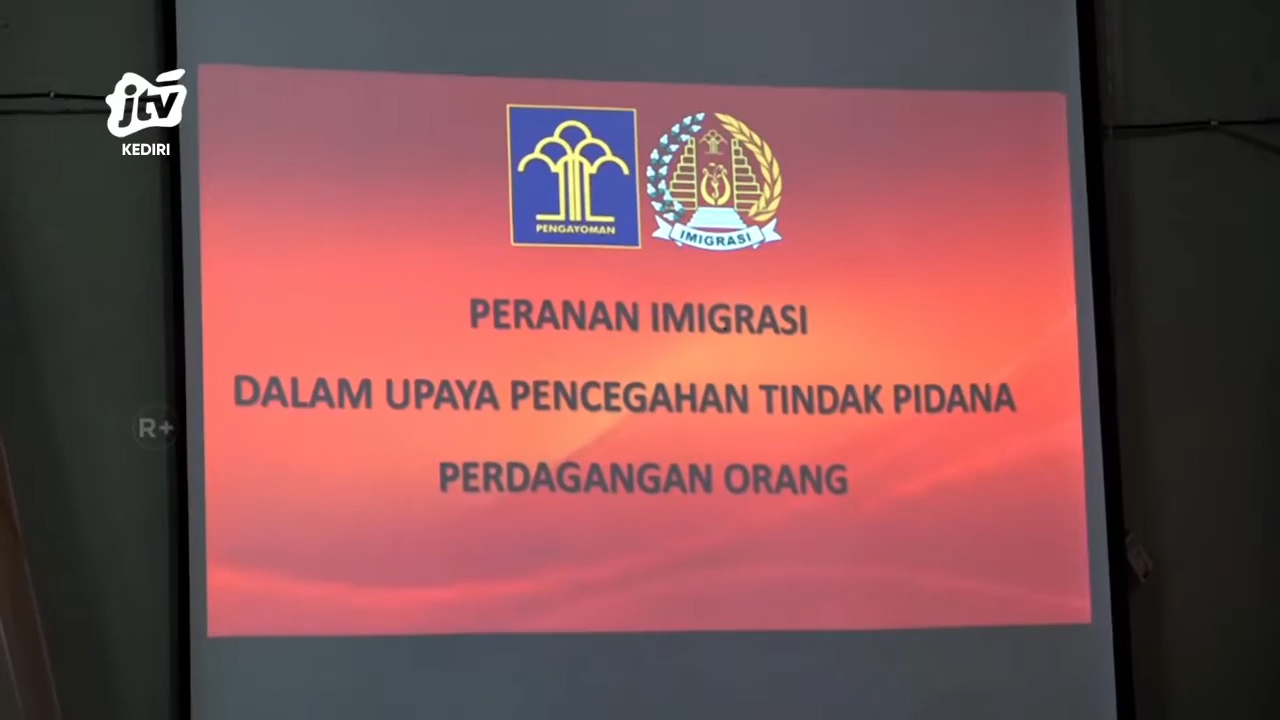 jtv
KEDIRI
PENGAYOMAN
IMIGRASI
PERANAN IMIGRASI
DALAM UPAYA PENCEGAHAN TINDAK PIDANA
PERDAGANGAN ORANG
R+